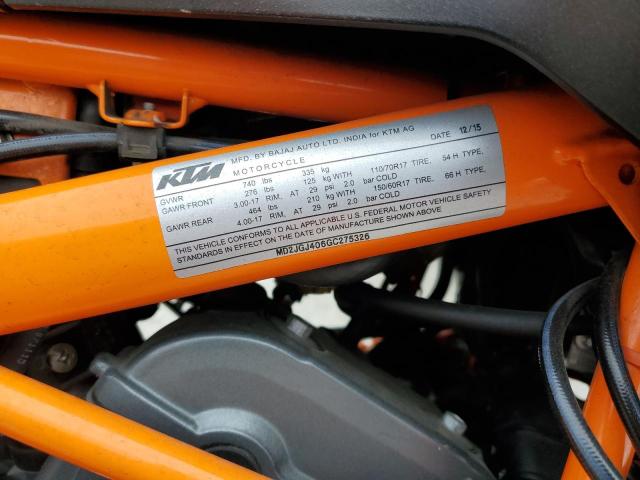 KTM MFD. BY BAJAJ AUTO LTD. INDIA for KTM AG DATE 12/15
MOTORCYCLE
GVWR 740 lbs 335 kg
GAWR FRONT 276 lbs 125 kg WITH 110/70R17 TIRE, 54 H TYPE,
3.00-17 RIM, AT 29 psi 2.0 bar COLD
GAWR REAR 464 lbs 210 kg WITH 150/60R17 TIRE, 66 H TYPE,
4.00-17 RIM, AT 29 psi 2.0 bar COLD
THIS VEHICLE CONFORMS TO ALL APPLICABLE U.S. FEDERAL MOTOR VEHICLE SAFETY
STANDARDS IN EFFECT ON THE DATE OF MANUFACTURE SHOWN ABOVE
MD2JGJ406GC275326